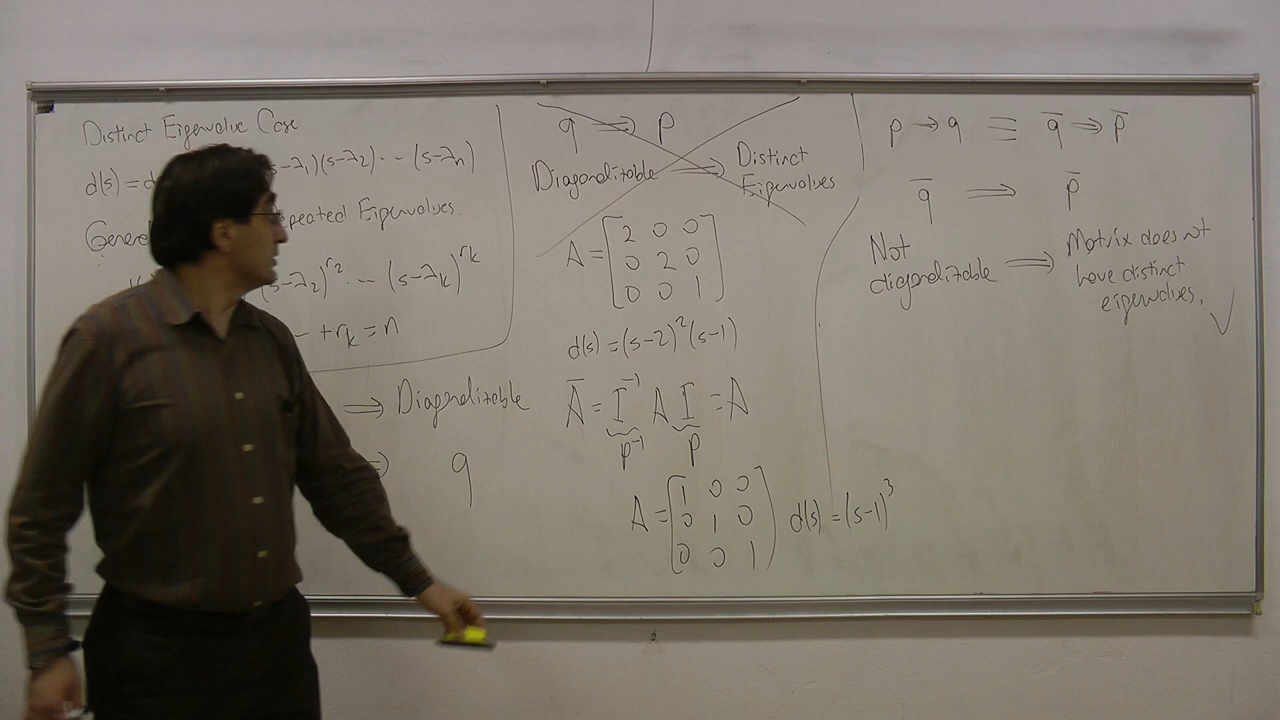 Distinct Eigenvalue Case
d(s) = d (s-λ₁)(s-λ₂) ··· (s-λn)
Gene epeated Eigenvalues.
(s-λ₂)^r₂ ··· (s-λk)^rk
- + rk = n
⇒ Diagonalizable
⇒ q
q ⇒ p
Diagonalizable ⇒ Distinct
Eigenvalues
A = [2 0 0
0 2 0
0 0 1]
d(s) = (s-2)²(s-1)
Ā = I⁻¹ A I = A
P⁻¹ P
A = [1 0 0
0 1 0
0 0 1] d(s) = (s-1)³
p → q ≡ q̄ ⇒ p̄
q̄ ⇒ p̄
Not
diagonalizable ⇒ Matrix does not
have distinct
eigenvalues. ✓